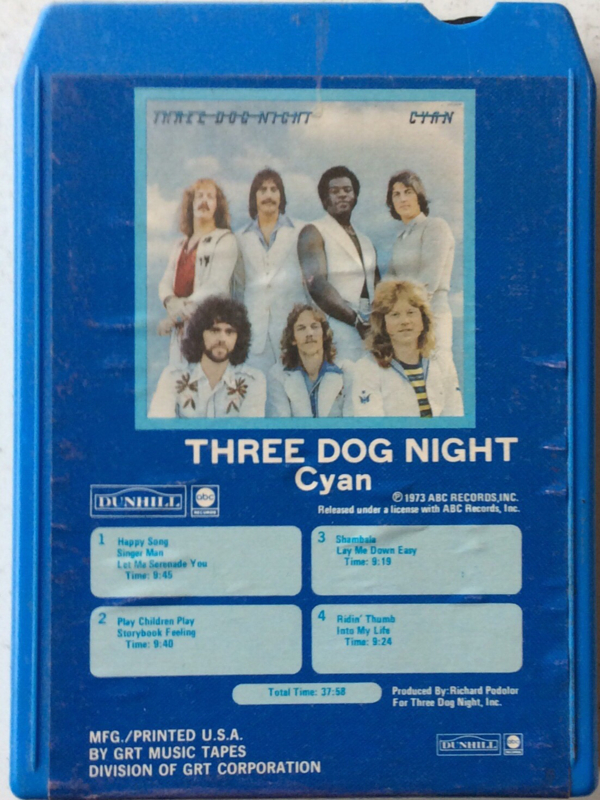 THREE DOG NIGHT
CYAN
THREE DOG NIGHT
Cyan
DUNHILL
abc
RECORDS
℗ 1973 ABC RECORDS, INC.
Released under a license with ABC Records, Inc.
1 Happy Song
Singer Man
Let Me Serenade You
Time: 9:45
3 Shambala
Lay Me Down Easy
Time: 9:19
2 Play Children Play
Storybook Feeling
Time: 9:40
4 Ridin' Thumb
Into My Life
Time: 9:24
Total Time: 37:58
Produced By: Richard Podolor
For Three Dog Night, Inc.
MFG./PRINTED U.S.A.
BY GRT MUSIC TAPES
DIVISION OF GRT CORPORATION
DUNHILL
abc